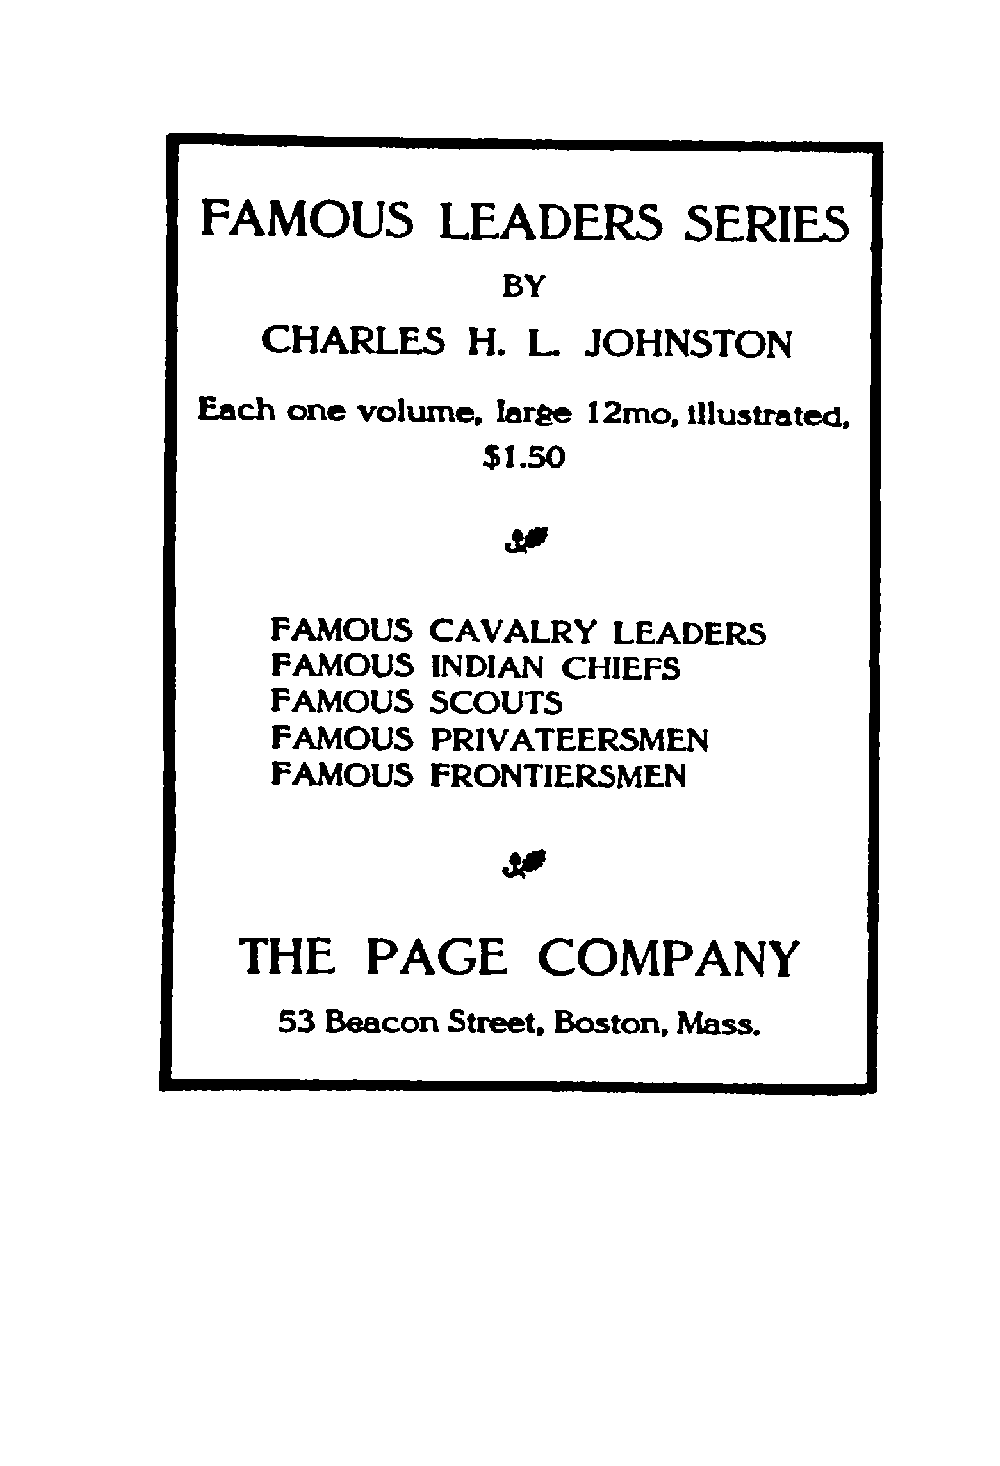 FAMOUS LEADERS SERIES
BY
CHARLES H. L. JOHNSTON
Each one volume, large 12mo, illustrated,
$1.50
FAMOUS CAVALRY LEADERS
FAMOUS INDIAN CHIEFS
FAMOUS SCOUTS
FAMOUS PRIVATEERSMEN
FAMOUS FRONTIERSMEN
THE PAGE COMPANY
53 Beacon Street, Boston, Mass.